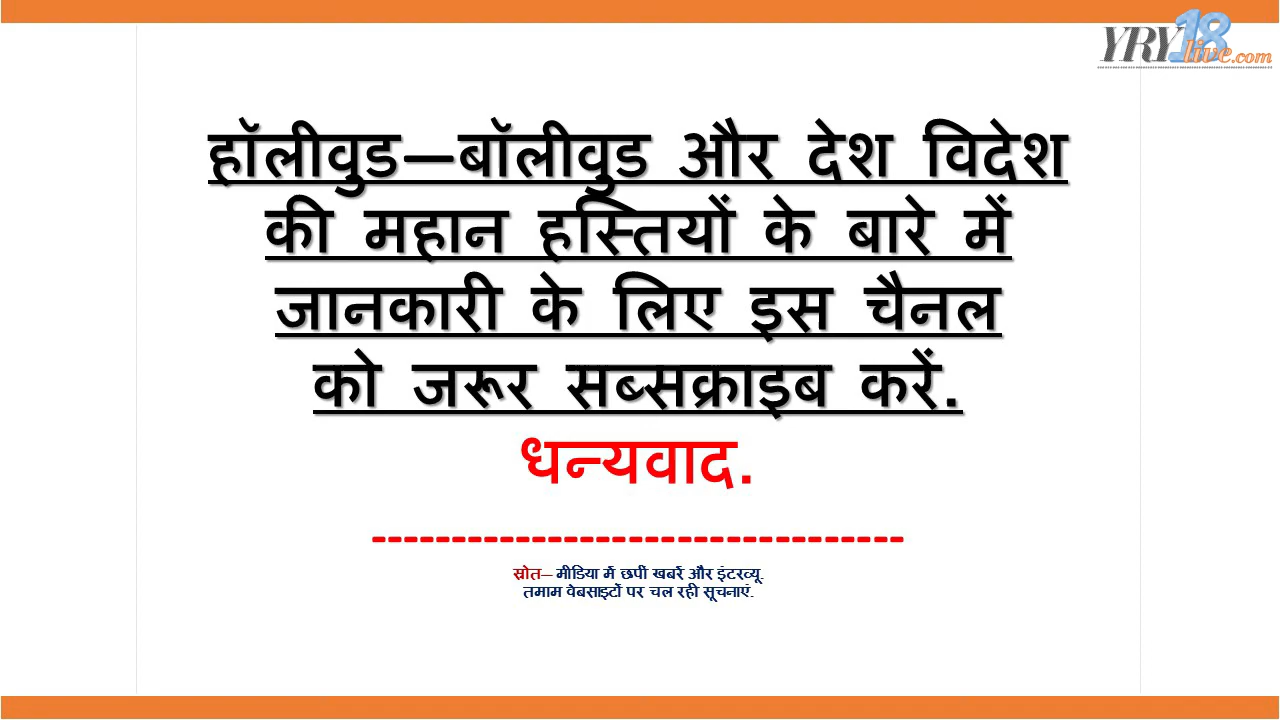 YRY18live.com
हॉलीवुड–बॉलीवुड और देश विदेश
की महान हस्तियों के बारे में
जानकारी के लिए इस चैनल
को जरूर सब्सक्राइब करें.
धन्यवाद.
---------------------------------
स्रोत– मीडिया में छपी खबरें और इंटरव्यू.
तमाम वेबसाइटों पर चल रही सूचनाएं.